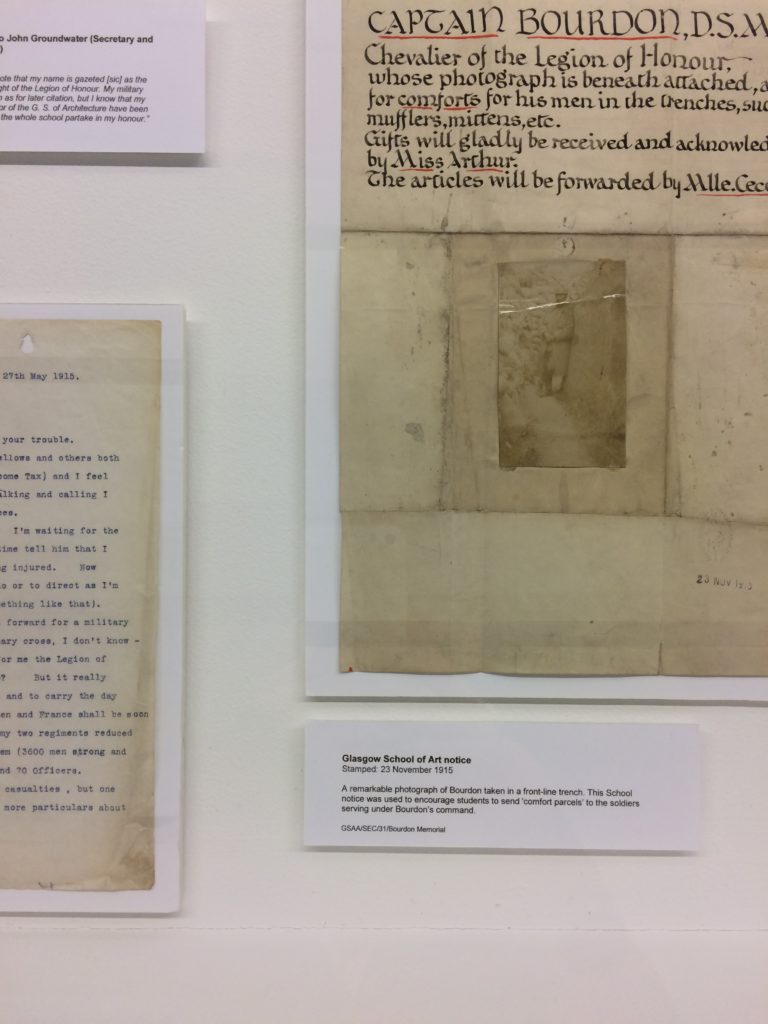 o John Groundwater (Secretary and
)
ote that my name is gazeted [sic] as the
ght of the Legion of Honour. My military
n as for later citation, but I know that my
or of the G. S. of Architecture have been
the whole school partake in my honour."
CAPTAIN BOURDON, D.S.M
Chevalier of the Legion of Honour,
whose photograph is beneath attached, a
for comforts for his men in the trenches, suc
mufflers, mittens, etc.
Gifts will gladly be received and acknowled
by Miss Arthur.
The articles will be forwarded by Mlle. Cece
27th May 1915.
your trouble.
ellows and others both
come Tax) and I feel
alking and calling I
ces.
I'm waiting for the
time tell him that I
g injured. Now
o or to direct as I'm
ething like that).
forward for a military
ary cross, I don't know -
or me the Legion of
? But it really
and to carry the day
en and France shall be soon
my two regiments reduced
em (3600 men strong and
nd 70 Officers.
casualties , but one
more particulars about
23 NOV 1915
Glasgow School of Art notice
Stamped: 23 November 1915
A remarkable photograph of Bourdon taken in a front-line trench. This School
notice was used to encourage students to send 'comfort parcels' to the soldiers
serving under Bourdon's command.
GSAA/SEC/31/Bourdon Memorial